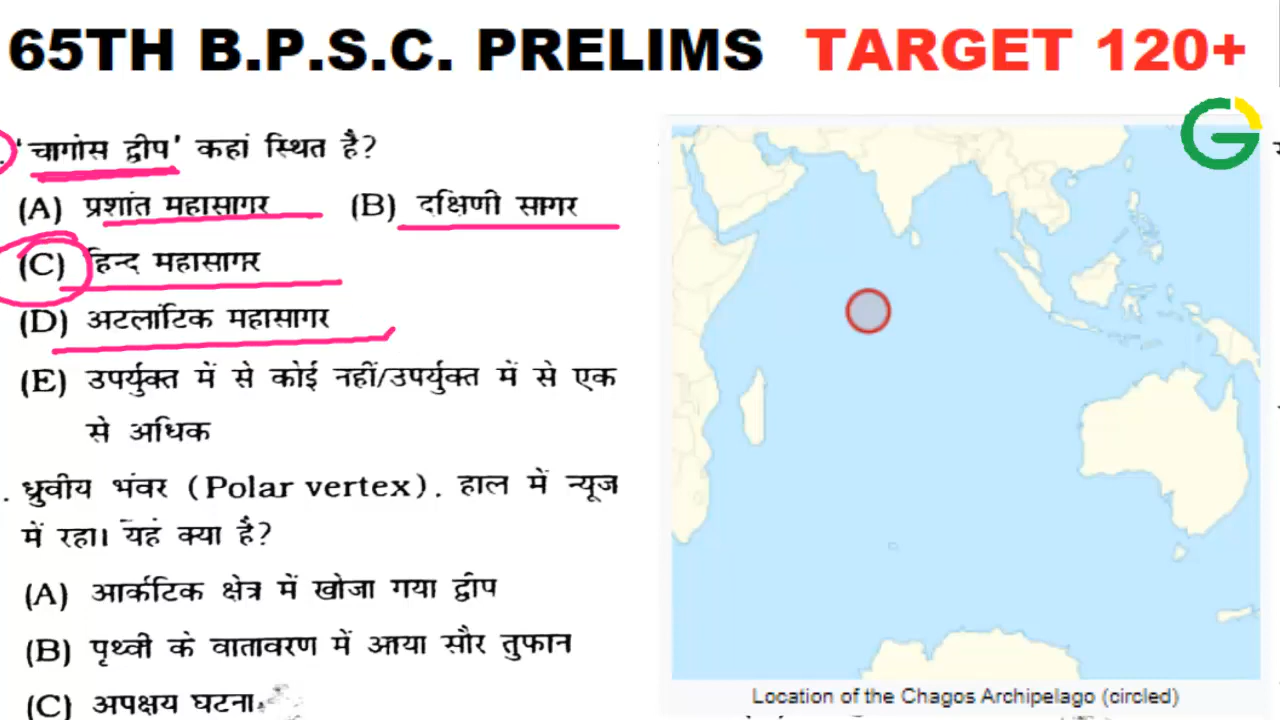 65TH B.P.S.C. PRELIMS TARGET 120+
'चागोस द्वीप' कहां स्थित है?
(A) प्रशांत महासागर (B) दक्षिणी सागर
(C) हिन्द महासागर
(D) अटलांटिक महासागर
(E) उपर्युक्त में से कोई नहीं/उपर्युक्त में से एक
से अधिक
. ध्रुवीय भंवर (Polar vertex). हाल में न्यूज
में रहा। यह क्या है?
(A) आर्कटिक क्षेत्र में खोजा गया द्वीप
(B) पृथ्वी के वातावरण में आया सौर तुफान
(C) अपक्षय घटना
Location of the Chagos Archipelago (circled)